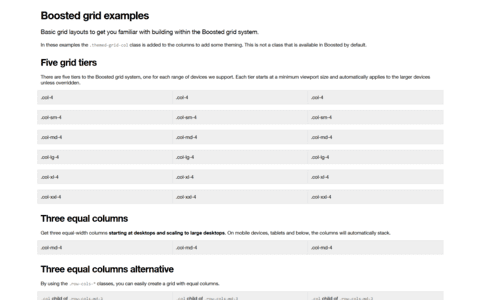 Boosted grid examples
Basic grid layouts to get you familiar with building within the Boosted grid system.
In these examples the .themed-grid-col class is added to the columns to add some theming. This is not a class that is available in Boosted by default.
Five grid tiers
There are five tiers to the Boosted grid system, one for each range of devices we support. Each tier starts at a minimum viewport size and automatically applies to the larger devices
unless overridden.
.col-4 .col-4 .col-4
.col-sm-4 .col-sm-4 .col-sm-4
.col-md-4 .col-md-4 .col-md-4
.col-lg-4 .col-lg-4 .col-lg-4
.col-xl-4 .col-xl-4 .col-xl-4
.col-xxl-4 .col-xxl-4 .col-xxl-4
Three equal columns
Get three equal-width columns starting at desktops and scaling to large desktops. On mobile devices, tablets and below, the columns will automatically stack.
.col-md-4 .col-md-4 .col-md-4
Three equal columns alternative
By using the .row-cols-* classes, you can easily create a grid with equal columns.
.col child of .row-cols-md-3 .col child of .row-cols-md-3 .col child of .row-cols-md-3